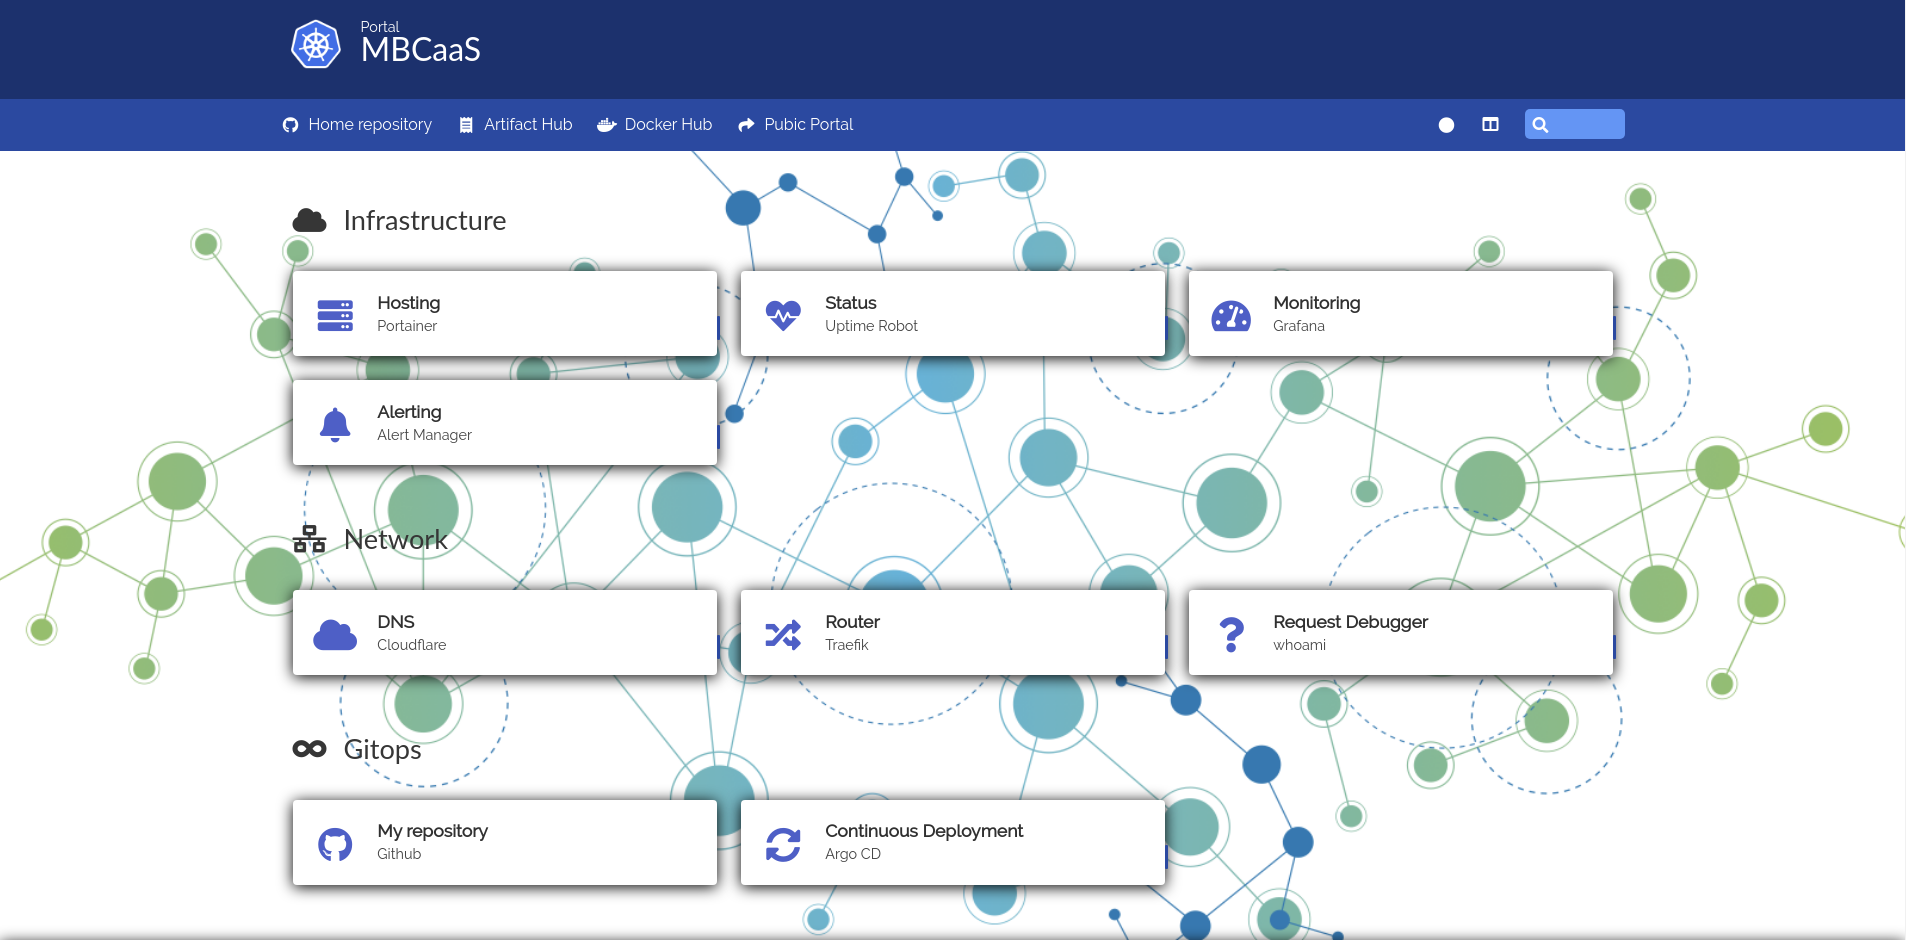 Portal
MBCaaS
Home repository
Artifact Hub
Docker Hub
Pubic Portal
Infrastructure
Hosting
Portainer
Status
Uptime Robot
Monitoring
Grafana
Alerting
Alert Manager
Network
DNS
Cloudflare
Router
Traefik
Request Debugger
whoami
Gitops
My repository
Github
Continuous Deployment
Argo CD